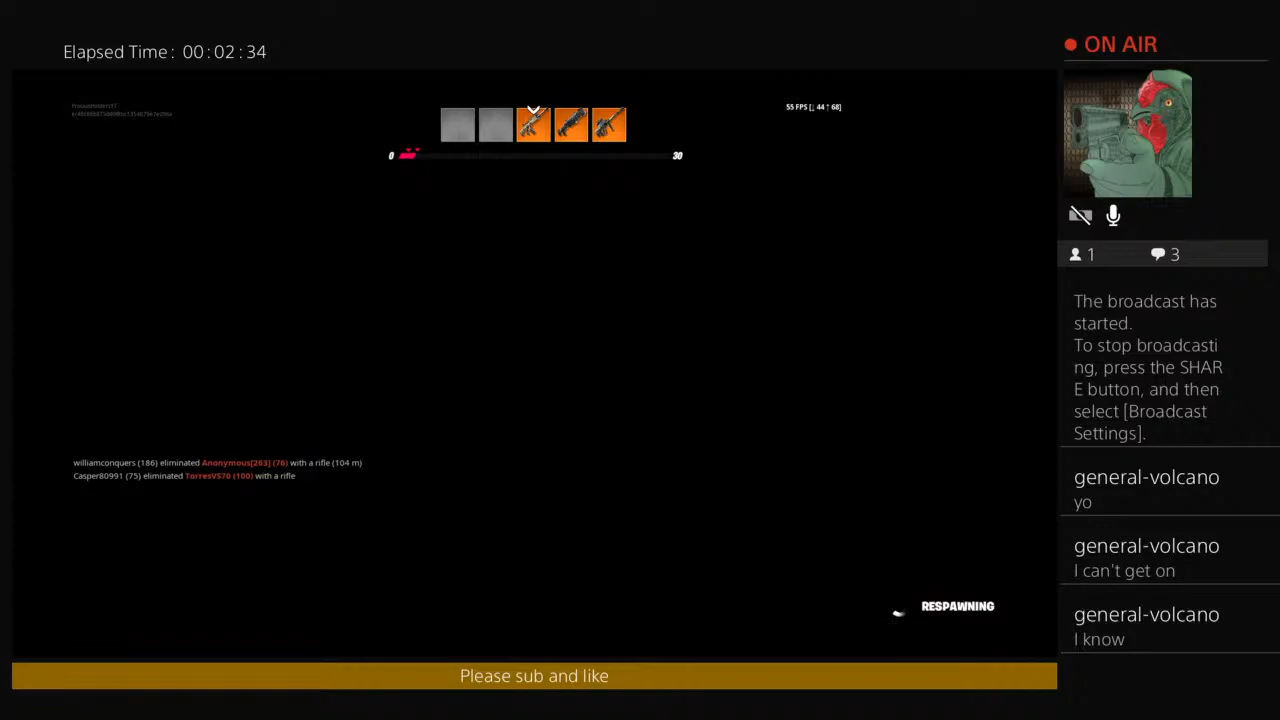 Elapsed Time: 00:02:34
ON AIR
55 FPS [↓ 44 ↑ 68]
0
30
1
3
The broadcast has
started.
To stop broadcasti
ng, press the SHAR
E button, and then
select [Broadcast
Settings].
general-volcano
yo
general-volcano
I can't get on
general-volcano
I know
williamconquers (186) eliminated Anonymous[263] (76) with a rifle (104 m)
Casper80991 (75) eliminated TorresVS70 (100) with a rifle
RESPAWNING
Please sub and like